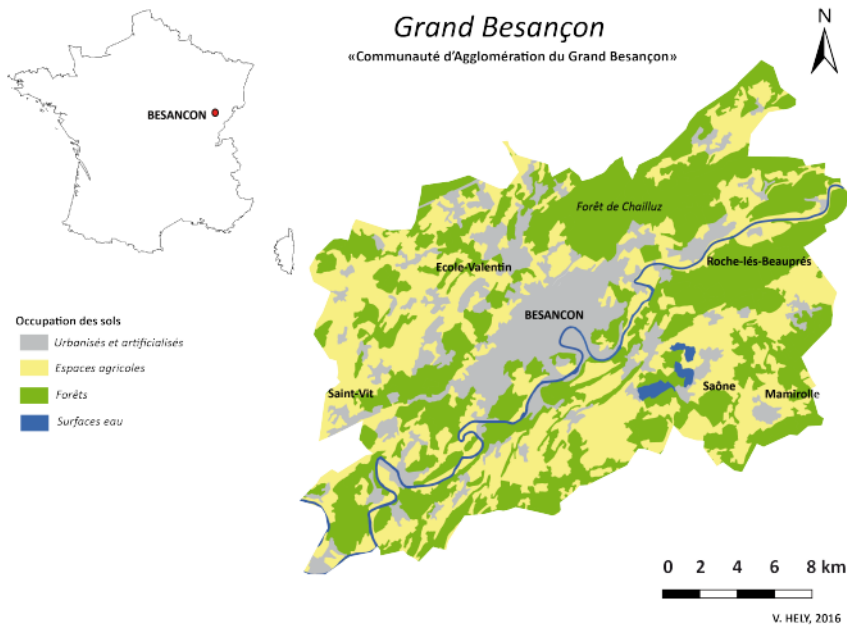 Grand Besançon
«Communauté d'Agglomération du Grand Besançon»
N
BESANCON
Forêt de Chailluz
Ecole-Valentin
Roche-lés-Beauprés
BESANCON
Saint-Vit
Saône
Mamirolle
Occupation des sols
Urbanisés et artificialisés
Espaces agricoles
Forêts
Surfaces eau
0 2 4 6 8 km
V. HELY, 2016